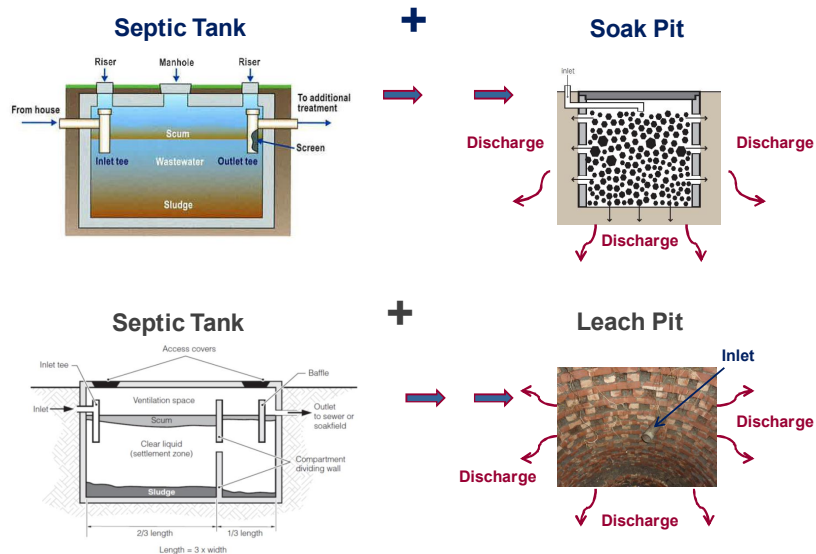 Septic Tank
+
Soak Pit
Riser
Manhole
Riser
From house
To additional
treatment
Scum
Screen
Inlet tee
Wastewater
Outlet tee
Sludge
Inlet
Discharge
Discharge
Discharge
Septic Tank
+
Leach Pit
Access covers
Inlet tee
Baffle
Inlet
Ventilation space
Scum
Outlet
to sewer or
soakfield
Clear liquid
(settlement zone)
Compartment
dividing wall
Sludge
2/3 length
1/3 length
Length = 3 x width
Inlet
Discharge
Discharge
Discharge